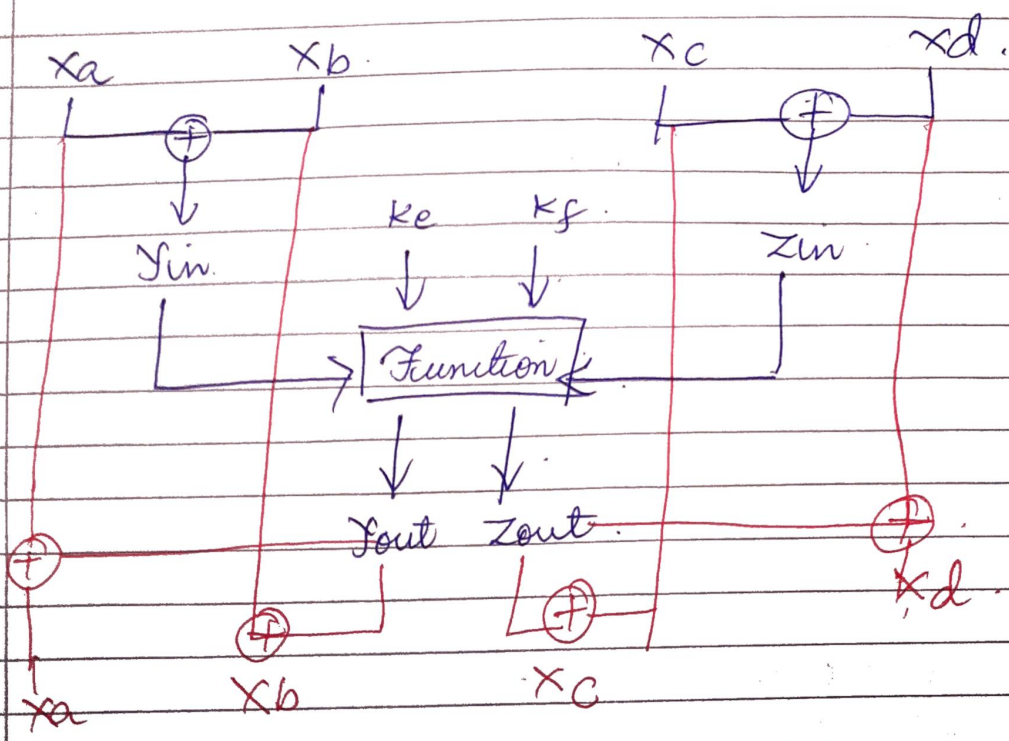 Xa Xb. Xc Xd.
Ke Kf.
Yin. Zin
Function
Yout Zout.
Xd.
Xa Xb Xc